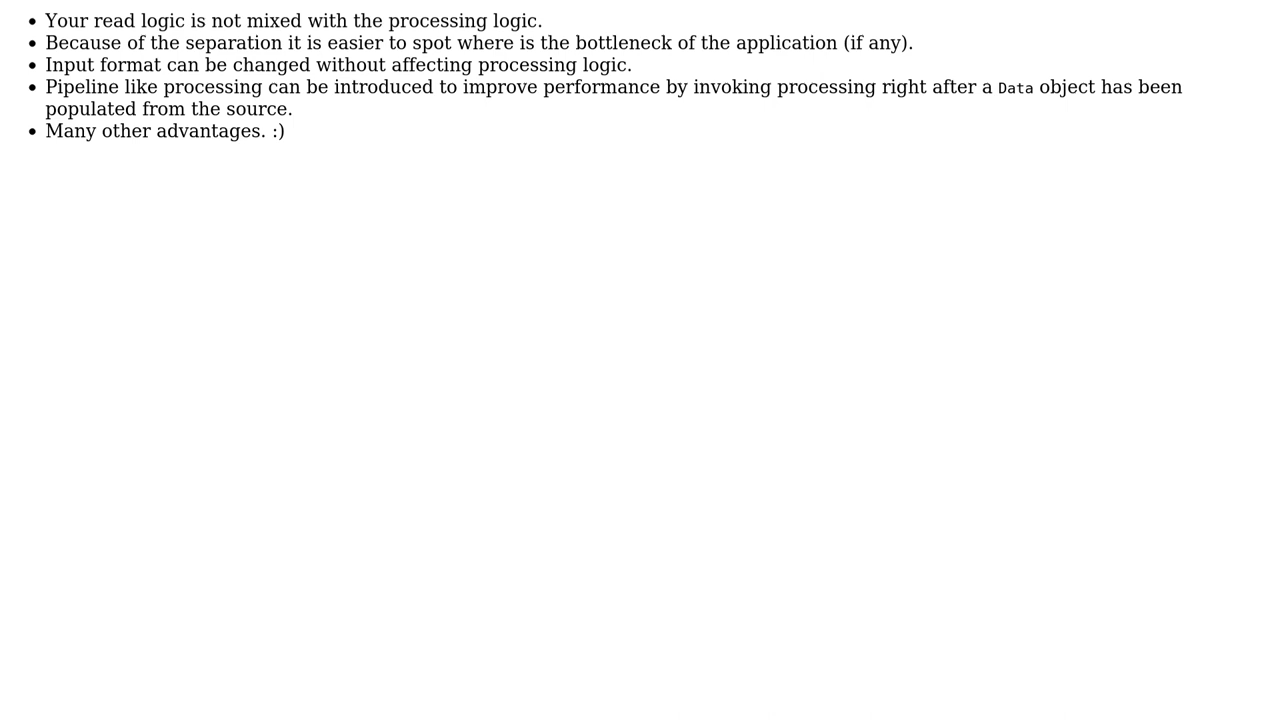 • Your read logic is not mixed with the processing logic.
• Because of the separation it is easier to spot where is the bottleneck of the application (if any).
• Input format can be changed without affecting processing logic.
• Pipeline like processing can be introduced to improve performance by invoking processing right after a Data object has been
populated from the source.
• Many other advantages. :)